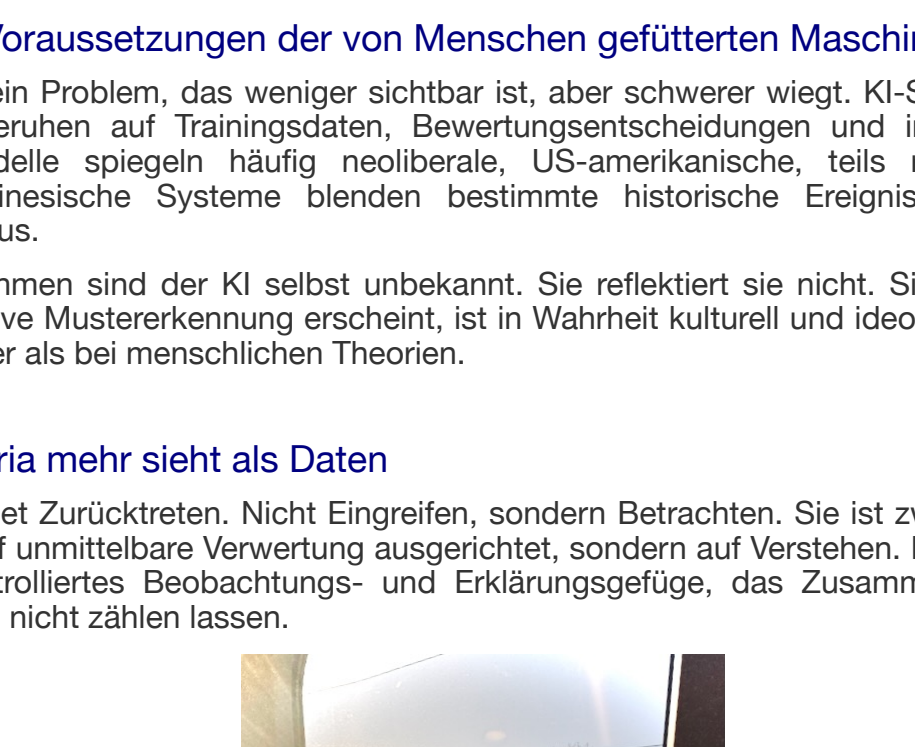 Voraussetzungen der von Menschen gefütterten Maschin
ein Problem, das weniger sichtbar ist, aber schwerer wiegt. KI-S
eruhen auf Trainingsdaten, Bewertungsentscheidungen und i
delle spiegeln häufig neoliberale, US-amerikanische, teils
inesische Systeme blenden bestimmte historische Ereignis
us.
hmen sind der KI selbst unbekannt. Sie reflektiert sie nicht. Si
ve Mustererkennung erscheint, ist in Wahrheit kulturell und ideo
er als bei menschlichen Theorien.
ria mehr sieht als Daten
et Zurücktreten. Nicht Eingreifen, sondern Betrachten. Sie ist zw
f unmittelbare Verwertung ausgerichtet, sondern auf Verstehen.
trolliertes Beobachtungs- und Erklärungsgefüge, das Zusamm
nicht zählen lassen.